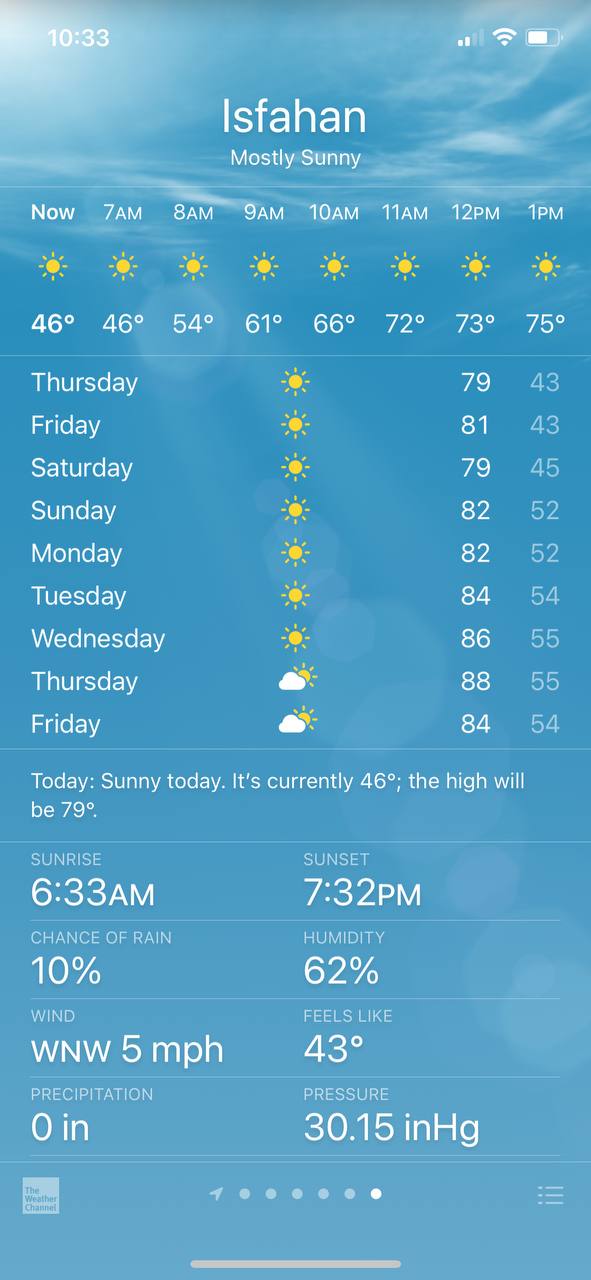 10:33
Isfahan
Mostly Sunny
Now 7AM 8AM 9AM 10AM 11AM 12PM 1PM
46° 46° 54° 61° 66° 72° 73° 75°
Thursday 79 43
Friday 81 43
Saturday 79 45
Sunday 82 52
Monday 82 52
Tuesday 84 54
Wednesday 86 55
Thursday 88 55
Friday 84 54
Today: Sunny today. It’s currently 46°; the high will
be 79°.
SUNRISE SUNSET
6:33AM 7:32PM
CHANCE OF RAIN HUMIDITY
10% 62%
WIND FEELS LIKE
WNW 5 mph 43°
PRECIPITATION PRESSURE
0 in 30.15 inHg
The
Weather
Channel